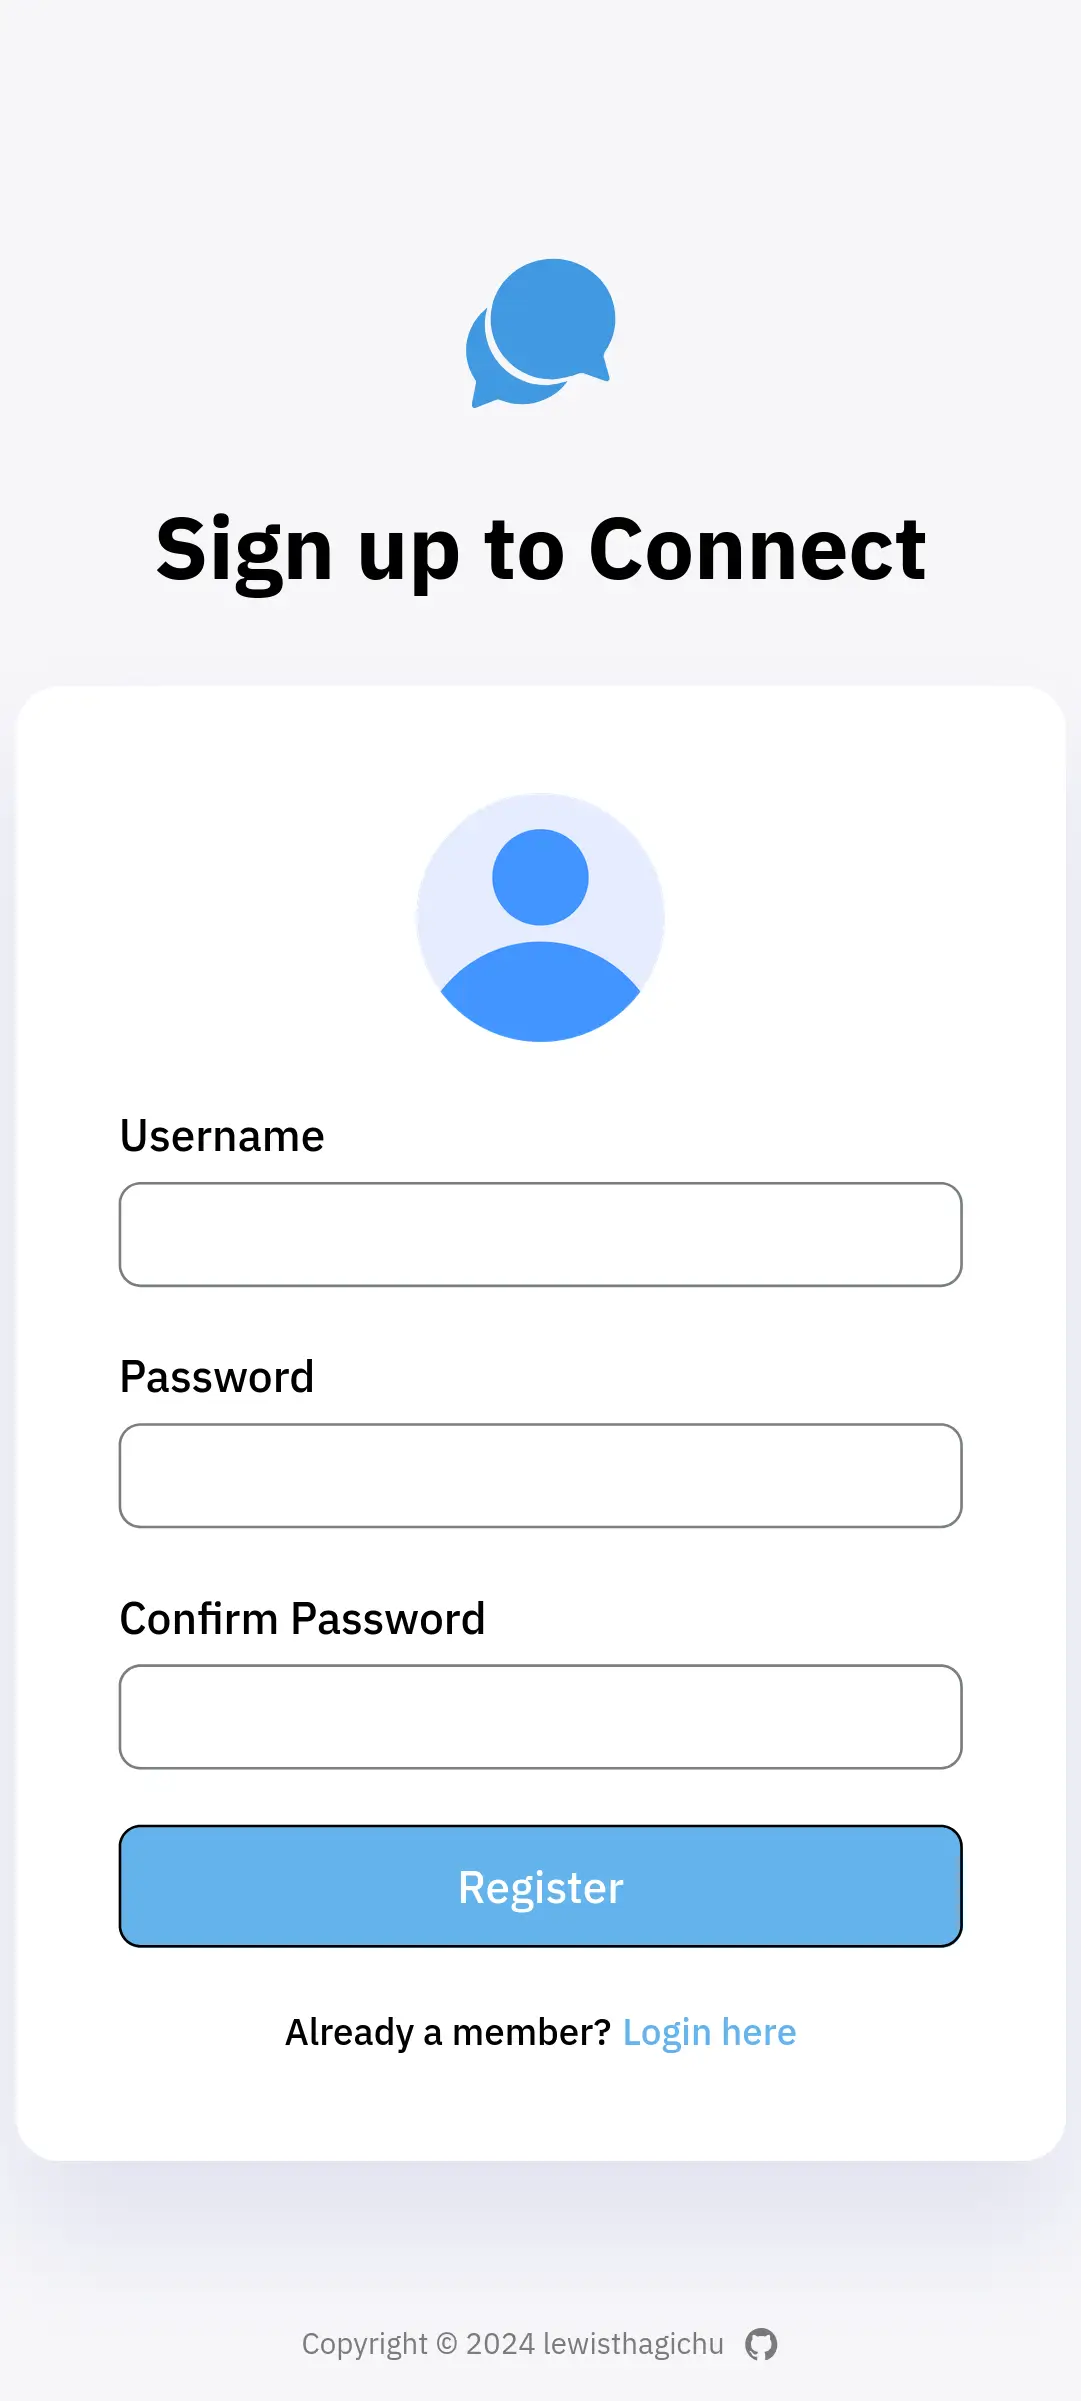 Sign up to Connect
Username
Password
Confirm Password
Register
Already a member? Login here
Copyright © 2024 lewisthagichu